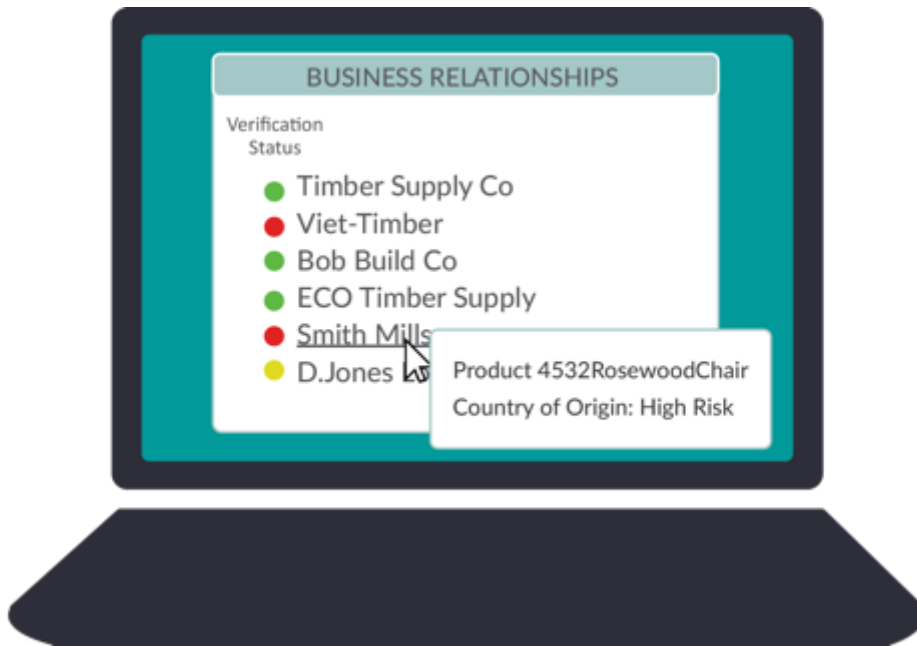 BUSINESS RELATIONSHIPS
Verification
Status
Timber Supply Co
Viet-Timber
Bob Build Co
ECO Timber Supply
Smith Mills
D.Jones
Product 4532RosewoodChair
Country of Origin: High Risk